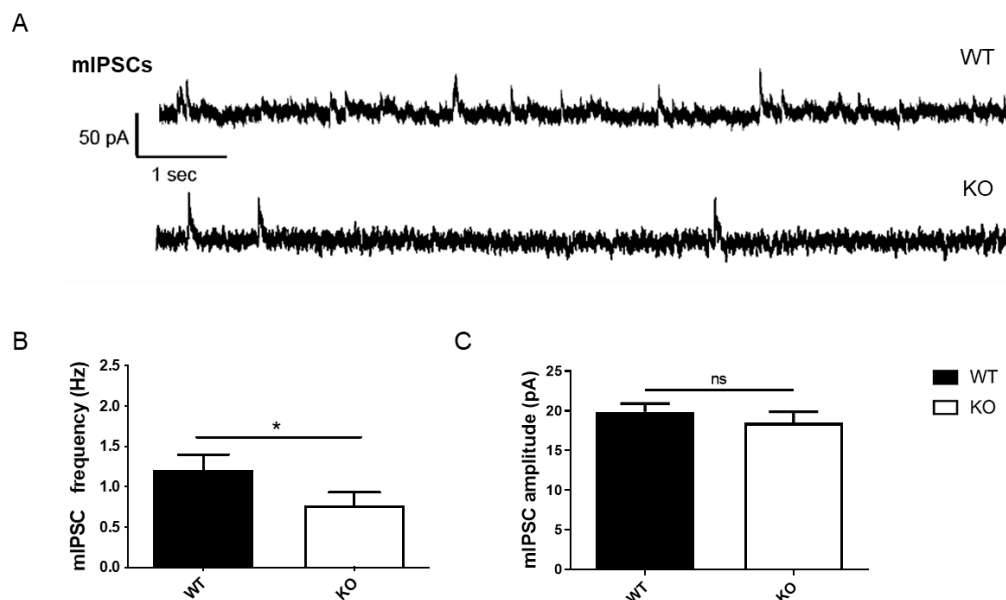 A
mIPSCs
WT
50 pA
1 sec
KO
B
mIPSC frequency (Hz)
2.5
2.0
1.5
1.0
0.5
0.0
*
WT
KO
C
mIPSC amplitude (pA)
25
20
15
10
5
0
ns
WT
KO
WT
KO